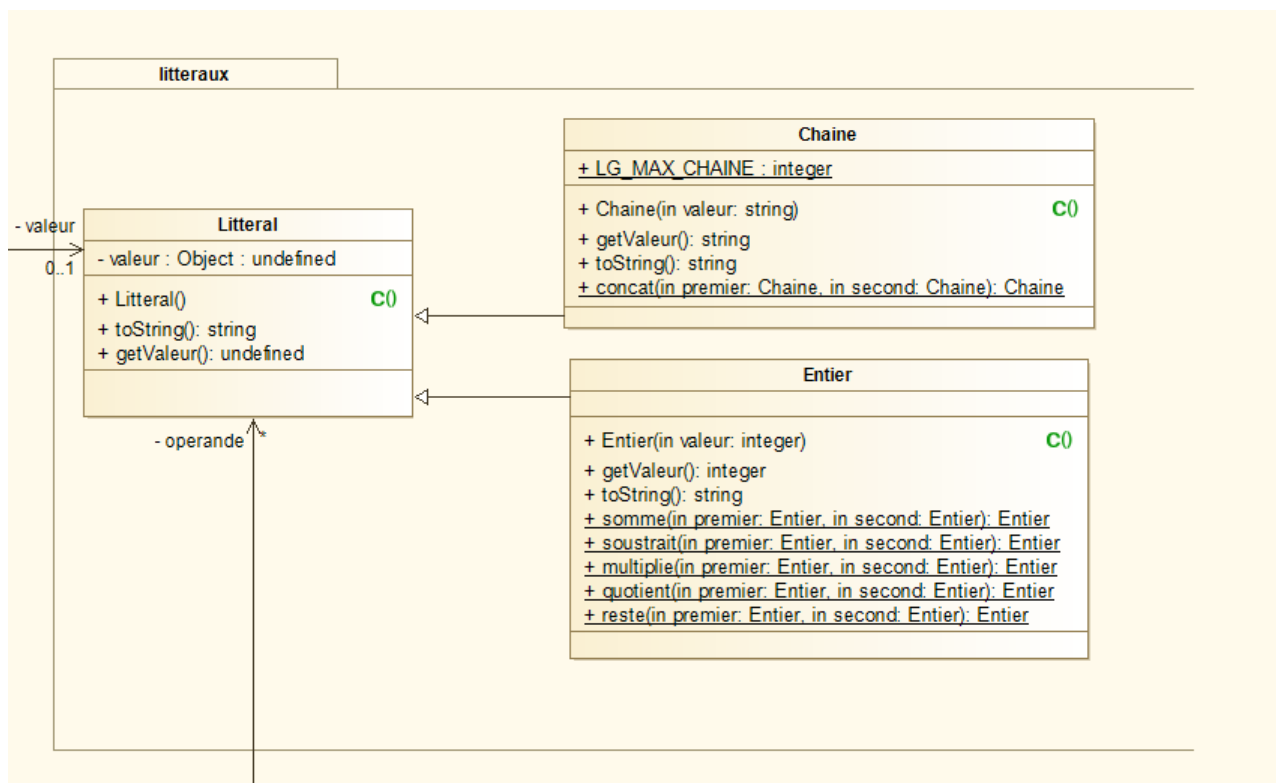 litteraux
- valeur
0..1
Litteral
- valeur : Object : undefined
+ Litteral() C()
+ toString(): string
+ getValeur(): undefined
- operande *
Chaine
+ LG_MAX_CHAINE : integer
+ Chaine(in valeur: string) C()
+ getValeur(): string
+ toString(): string
+ concat(in premier: Chaine, in second: Chaine): Chaine
Entier
+ Entier(in valeur: integer) C()
+ getValeur(): integer
+ toString(): string
+ somme(in premier: Entier, in second: Entier): Entier
+ soustrait(in premier: Entier, in second: Entier): Entier
+ multiplie(in premier: Entier, in second: Entier): Entier
+ quotient(in premier: Entier, in second: Entier): Entier
+ reste(in premier: Entier, in second: Entier): Entier